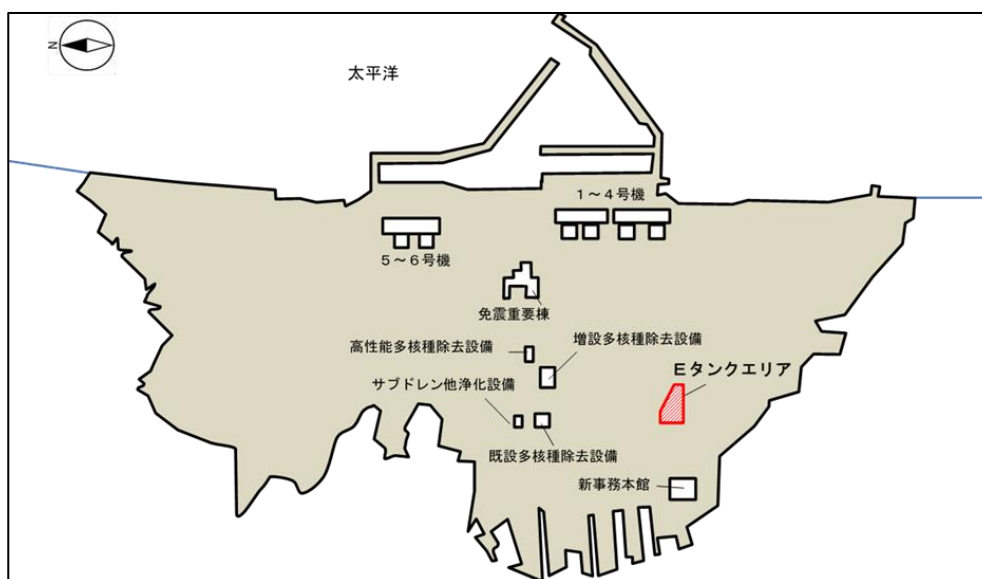 N
太平洋
1~4号機
5~6号機
免震重要棟
高性能多核種除去設備
増設多核種除去設備
Eタンクエリア
サブドレン他浄化設備
既設多核種除去設備
新事務本館